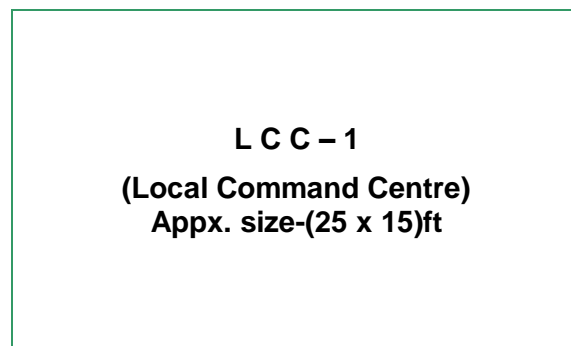 L C C – 1
(Local Command Centre)
Appx. size-(25 x 15)ft